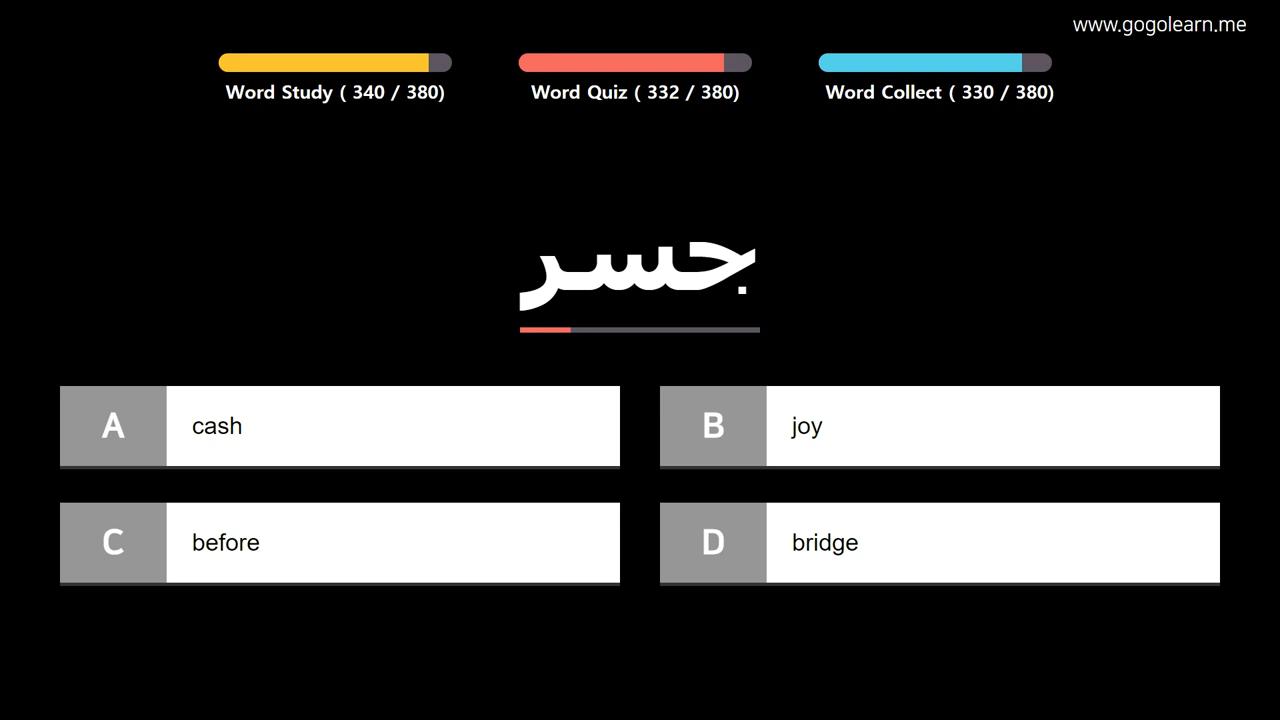 www.gogolearn.me
Word Study ( 340 / 380)
Word Quiz ( 332 / 380)
Word Collect ( 330 / 380)
جسر
A cash
B joy
C before
D bridge